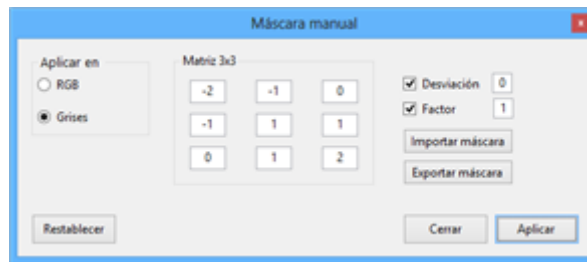 Máscara manual
x
Aplicar en
RGB
Grises
Matriz 3x3
-2 -1 0
-1 1 1
0 1 2
Desviación 0
Factor 1
Importar máscara
Exportar máscara
Restablecer
Cerrar
Aplicar